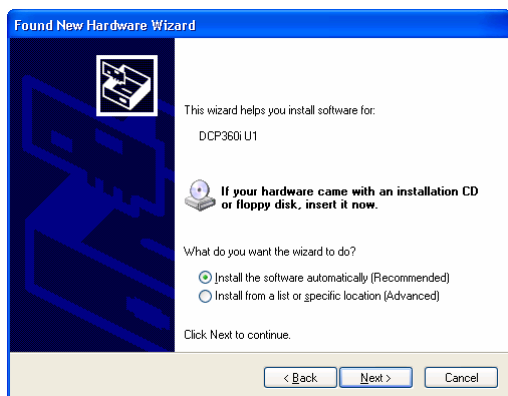 Found New Hardware Wizard
This wizard helps you install software for:
DCP360i U1
If your hardware came with an installation CD
or floppy disk, insert it now.
What do you want the wizard to do?
Install the software automatically (Recommended)
Install from a list or specific location (Advanced)
Click Next to continue.
< Back
Next >
Cancel